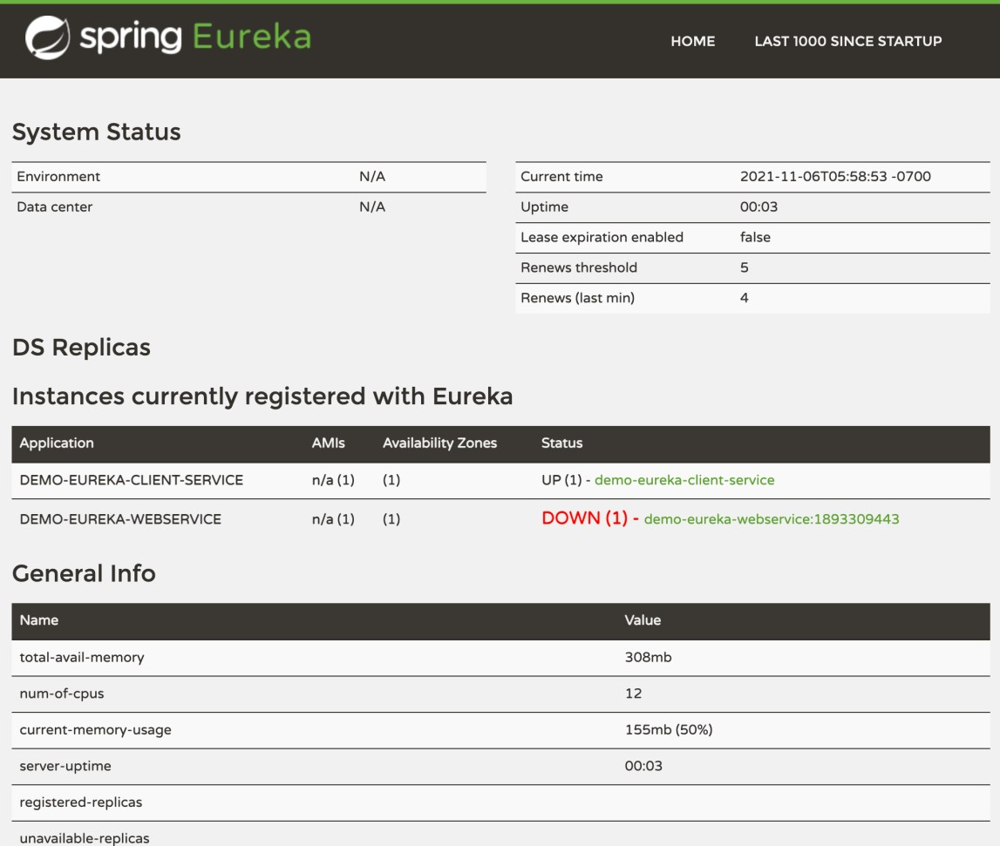 spring Eureka
HOME LAST 1000 SINCE STARTUP
System Status
Environment N/A
Data center N/A
Current time 2021-11-06T05:58:53 -0700
Uptime 00:03
Lease expiration enabled false
Renews threshold 5
Renews (last min) 4
DS Replicas
Instances currently registered with Eureka
Application AMIs Availability Zones Status
DEMO-EUREKA-CLIENT-SERVICE n/a (1) (1) UP (1) - demo-eureka-client-service
DEMO-EUREKA-WEBSERVICE n/a (1) (1) DOWN (1) - demo-eureka-webservice:1893309443
General Info
Name Value
total-avail-memory 308mb
num-of-cpus 12
current-memory-usage 155mb (50%)
server-uptime 00:03
registered-replicas
unavailable-replicas